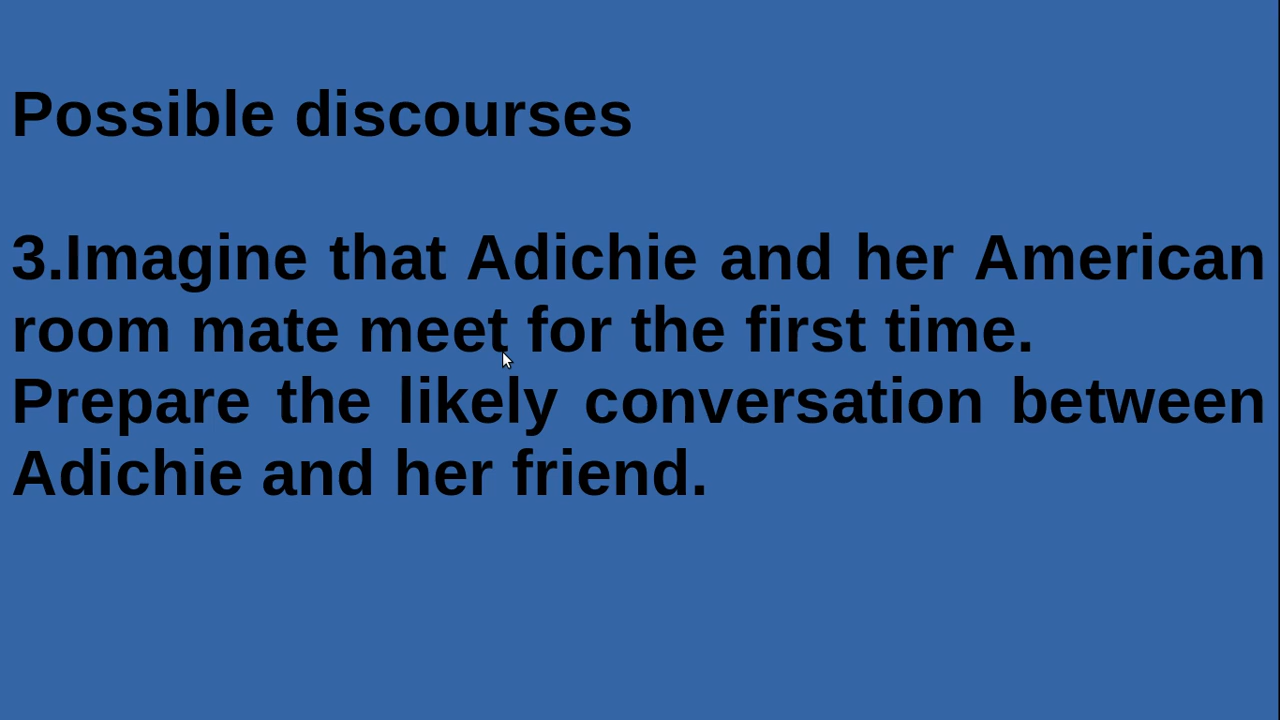 Possible discourses
3.Imagine that Adichie and her American
room mate meet for the first time.
Prepare the likely conversation between
Adichie and her friend.